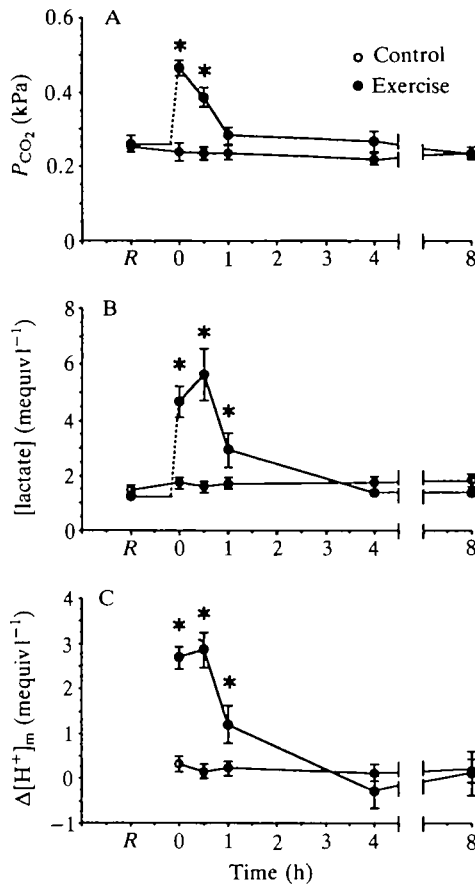 A
Control
Exercise
P_CO₂ (kPa)
0.6
0.4
0.2
0
* *
R 0 1 2 3 4 8
B
[lactate] (mequiv l⁻¹)
8
6
4
2
0
* * *
R 0 1 2 3 4 8
C
Δ[H⁺]ₘ (mequiv l⁻¹)
4
3
2
1
0
−1
* * *
R 0 1 2 3 4 8
Time (h)